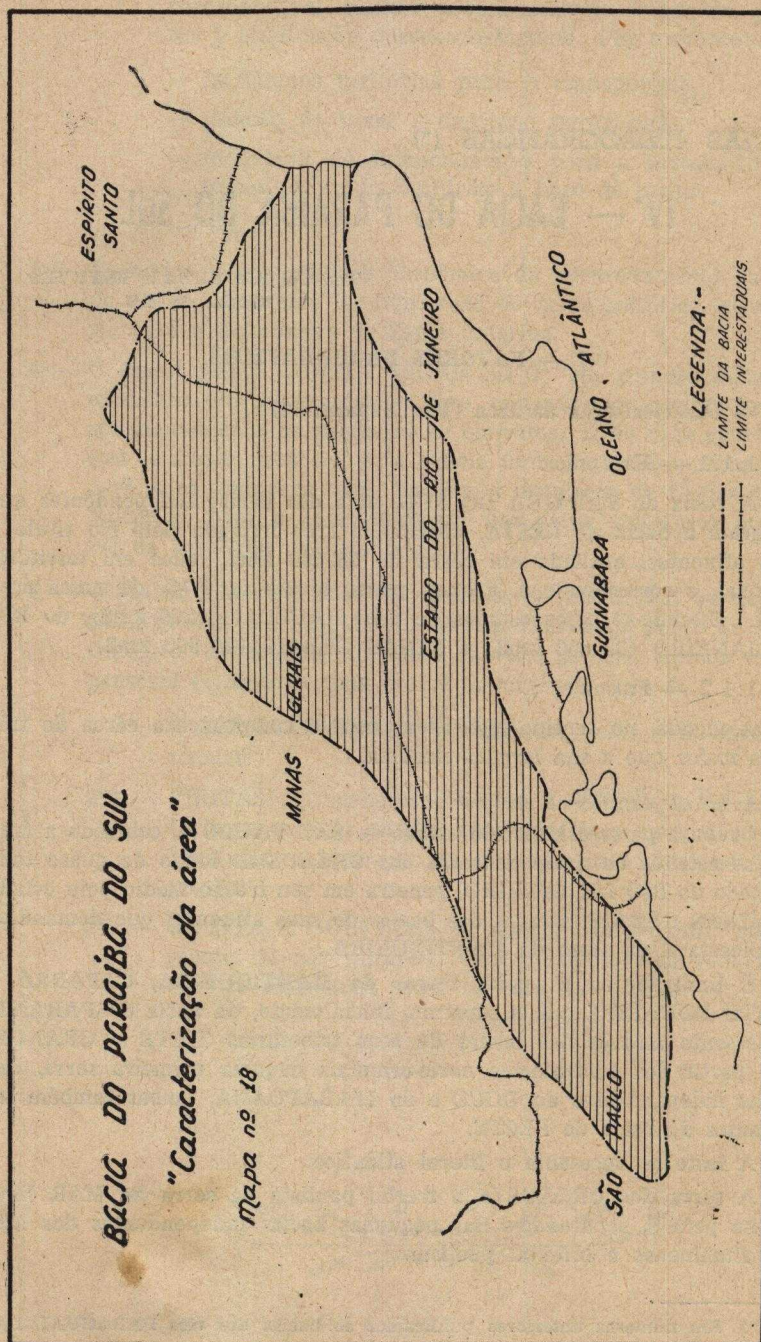 BACIA DO PARAÍBA DO SUL
"Caracterização da área"
Mapa nº 18
ESPÍRITO
SANTO
MINAS GERAIS
ESTADO DO RIO DE JANEIRO
SÃO PAULO
GUANABARA
OCEANO ATLÂNTICO
LEGENDA:-
LIMITE DA BACIA
LIMITE INTERESTADUAIS.